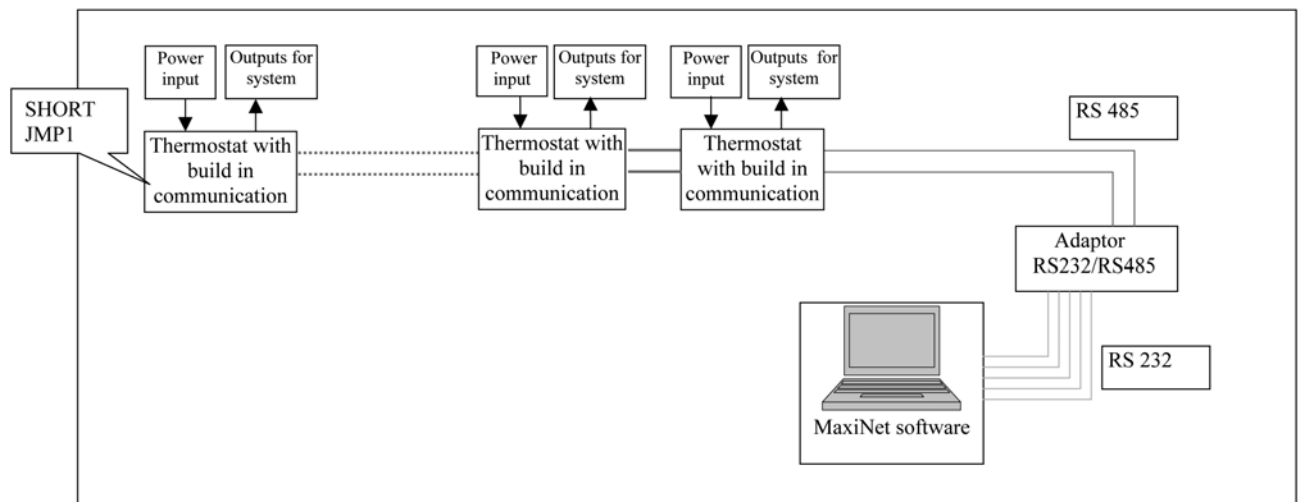 SHORT
JMP1
Power
input
Outputs for
system
Thermostat with
build in
communication
Power
input
Outputs for
system
Thermostat with
build in
communication
Power
input
Outputs for
system
Thermostat
with build in
communication
RS 485
Adaptor
RS232/RS485
RS 232
MaxiNet software